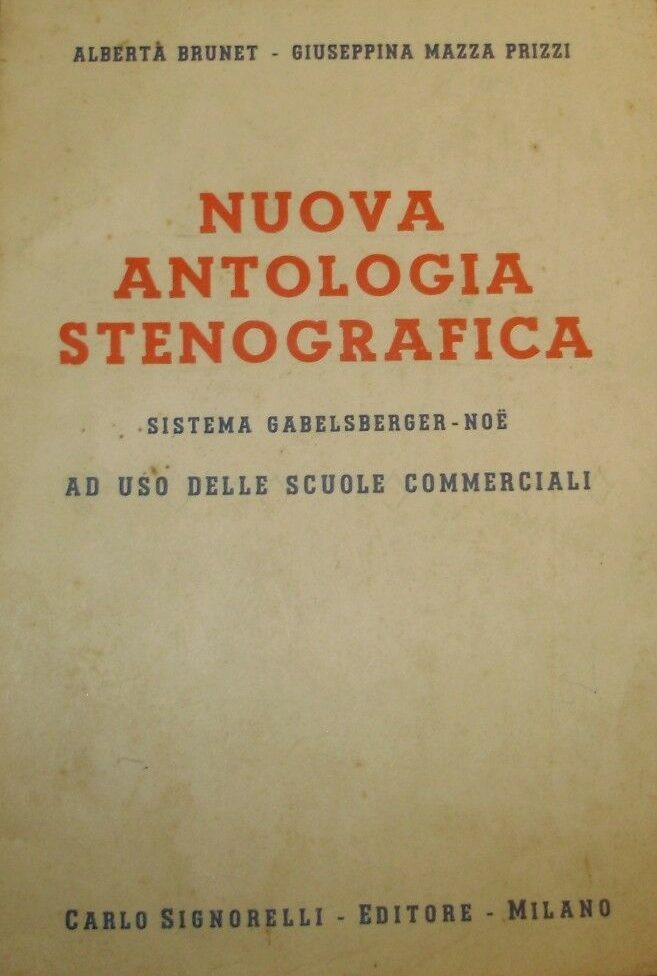 ALBERTA BRUNET - GIUSEPPINA MAZZA PRIZZI
NUOVA
ANTOLOGIA
STENOGRAFICA
SISTEMA GABELSBERGER-NOË
AD USO DELLE SCUOLE COMMERCIALI
CARLO SIGNORELLI - EDITORE - MILANO